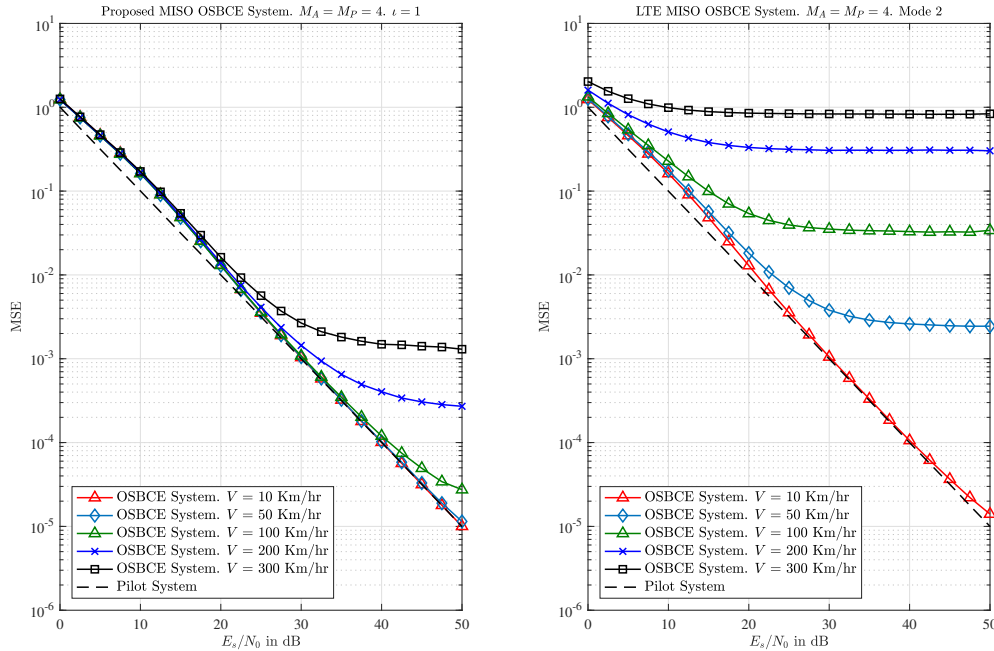 Proposed MISO OSBCE System. $M_A = M_P = 4$. $\iota = 1$
MSE
10^1
10^0
10^-1
10^-2
10^-3
10^-4
10^-5
10^-6
OSBCE System. V = 10 Km/hr
OSBCE System. V = 50 Km/hr
OSBCE System. V = 100 Km/hr
OSBCE System. V = 200 Km/hr
OSBCE System. V = 300 Km/hr
Pilot System
0 10 20 30 40 50
$E_s/N_0$ in dB
LTE MISO OSBCE System. $M_A = M_P = 4$. Mode 2
MSE
10^1
10^0
10^-1
10^-2
10^-3
10^-4
10^-5
10^-6
OSBCE System. V = 10 Km/hr
OSBCE System. V = 50 Km/hr
OSBCE System. V = 100 Km/hr
OSBCE System. V = 200 Km/hr
OSBCE System. V = 300 Km/hr
Pilot System
0 10 20 30 40 50
$E_s/N_0$ in dB